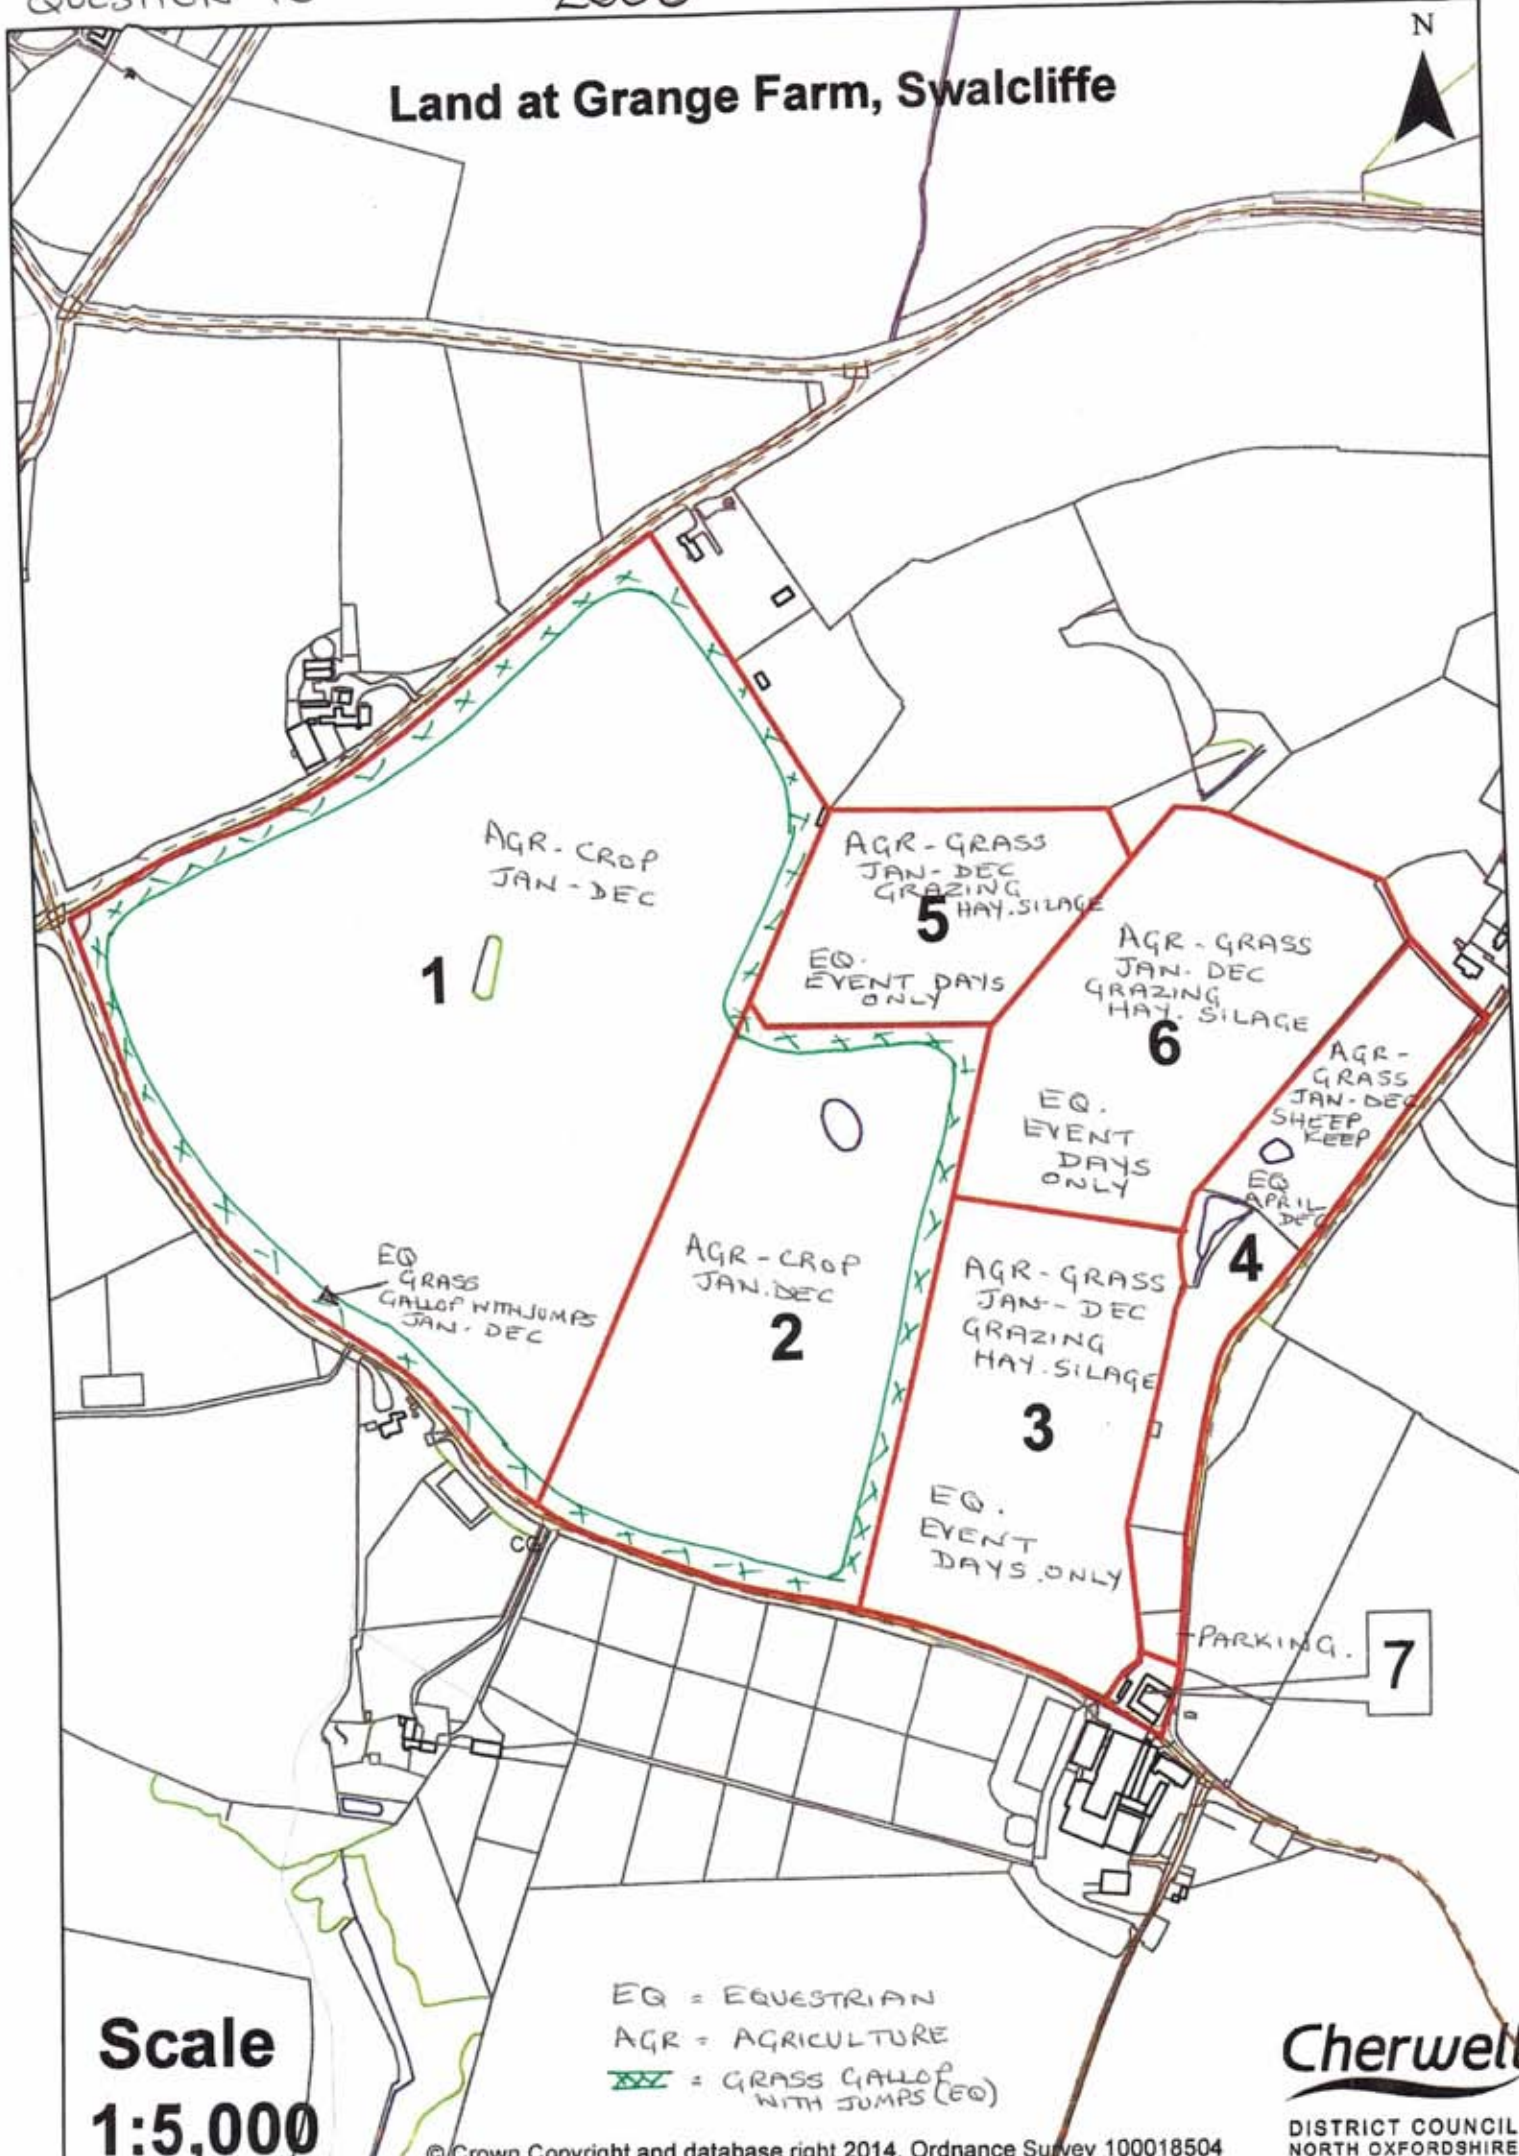 QUESTION 10
2006
N
Land at Grange Farm, Swalcliffe
AGR-CROP
JAN-DEC
1
AGR-GRASS
JAN-DEC
GRAZING
HAY.SILAGE
5
EQ.
EVENT DAYS
ONLY
AGR-GRASS
JAN-DEC
GRAZING
HAY. SILAGE
6
EQ.
EVENT
DAYS
ONLY
AGR-
GRASS
JAN-DEC
SHEEP
KEEP
EQ
APRIL
DEC
4
EQ
GRASS
GALLOP WITH JUMPS
JAN-DEC
AGR-CROP
JAN.DEC
2
AGR-GRASS
JAN-DEC
GRAZING
HAY.SILAGE
3
EQ.
EVENT
DAYS.ONLY
CG
-PARKING.
7
EQ = EQUESTRIAN
AGR = AGRICULTURE
= GRASS GALLOP
WITH JUMPS (EQ)
Scale
1:5,000
Cherwell
DISTRICT COUNCIL
NORTH OXFORDSHIRE
© Crown Copyright and database right 2014. Ordnance Survey 100018504